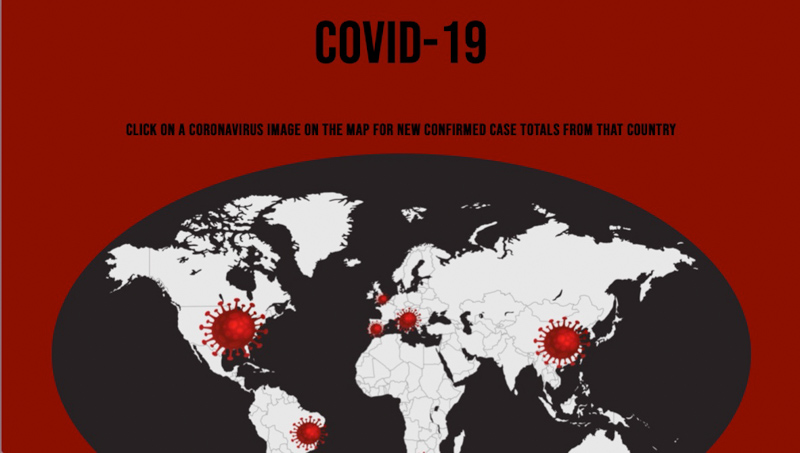 COVID-19
CLICK ON A CORONAVIRUS IMAGE ON THE MAP FOR NEW CONFIRMED CASE TOTALS FROM THAT COUNTRY